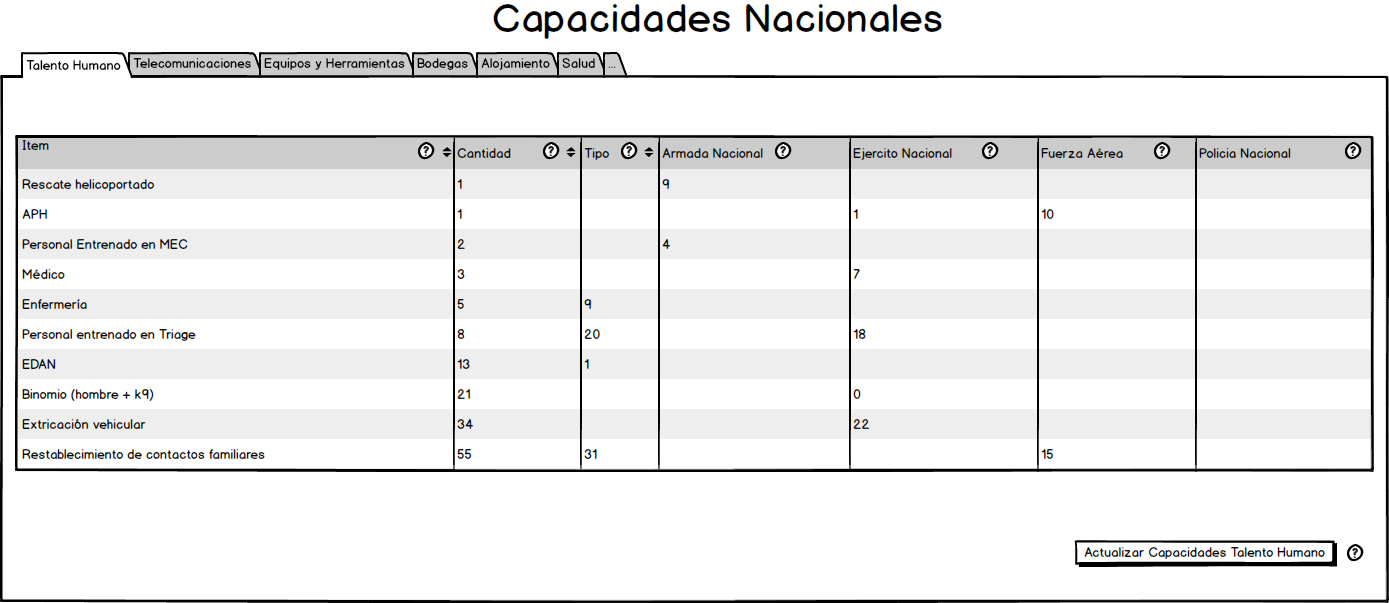 Capacidades Nacionales
Talento Humano Telecomunicaciones Equipos y Herramientas Bodegas Alojamiento Salud ...
Item ? Cantidad ? Tipo ? Armada Nacional ? Ejercito Nacional ? Fuerza Aérea ? Policia Nacional ?
Rescate helicoportado 1 9
APH 1 1 10
Personal Entrenado en MEC 2 4
Médico 3 7
Enfermería 5 9
Personal entrenado en Triage 8 20 18
EDAN 13 1
Binomio (hombre + k9) 21 0
Extricación vehicular 34 22
Restablecimiento de contactos familiares 55 31 15
Actualizar Capacidades Talento Humano ?